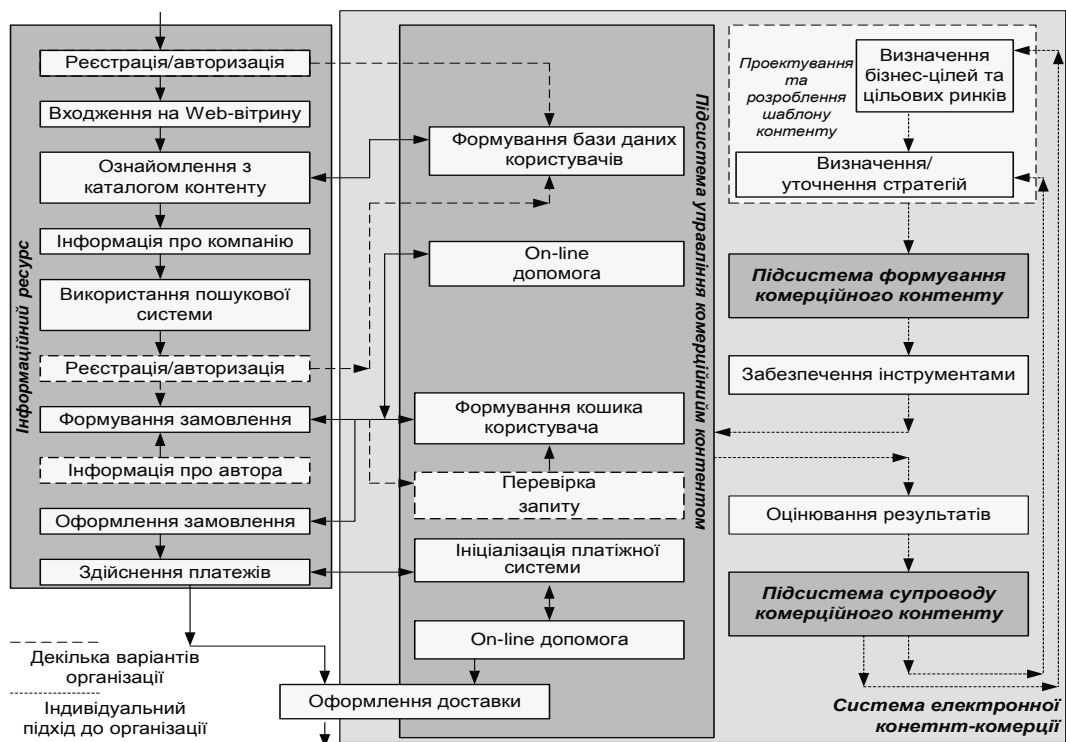 Інформаційний ресурс
Реєстрація/авторизація
Входження на Web-вітрину
Ознайомлення з
каталогом контенту
Інформація про компанію
Використання пошукової
системи
Реєстрація/авторизація
Формування замовлення
Інформація про автора
Оформлення замовлення
Здійснення платежів
Декілька варіантів
організації
Індивідуальний
підхід до організації
Формування бази даних
користувачів
On-line
допомога
Формування кошика
користувача
Перевірка
запиту
Ініціалізація платіжної
системи
On-line допомога
Оформлення доставки
Підсистема управління комерційнийм контентом
Проектування
та
розроблення
шаблону
контенту
Визначення
бізнес-цілей та
цільових ринків
Визначення/
уточнення стратегій
Підсистема формування
комерційного контенту
Забезпечення інструментами
Оцінювання результатів
Підсистема супроводу
комерційного контенту
Система електронної
конетнт-комерції